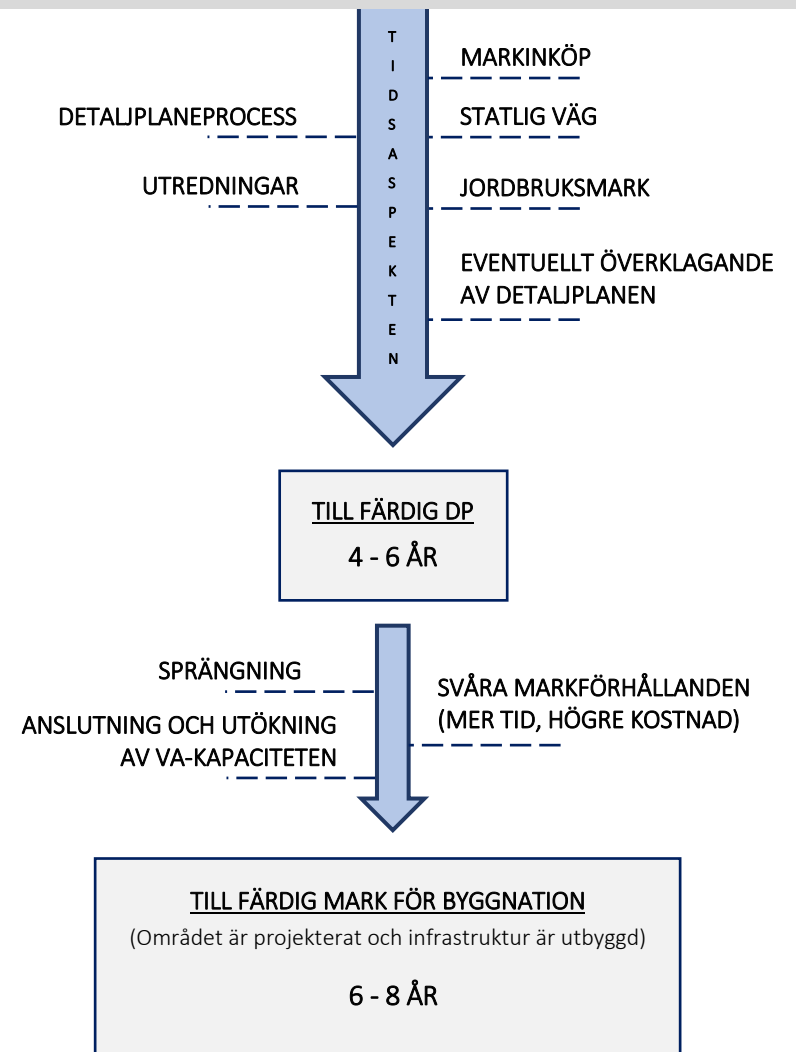 TIDSASPEKTEN
MARKINKÖP
DETALJPLANEPROCESS
STATLIG VÄG
UTREDNINGAR
JORDBRUKSMARK
EVENTUELLT ÖVERKLAGANDE
AV DETALJPLANEN
TILL FÄRDIG DP
4 - 6 ÅR
SPRÄNGNING
SVÅRA MARKFÖRHÅLLANDEN
(MER TID, HÖGRE KOSTNAD)
ANSLUTNING OCH UTÖKNING
AV VA-KAPACITETEN
TILL FÄRDIG MARK FÖR BYGGNATION
(Området är projekterat och infrastruktur är utbyggd)
6 - 8 ÅR